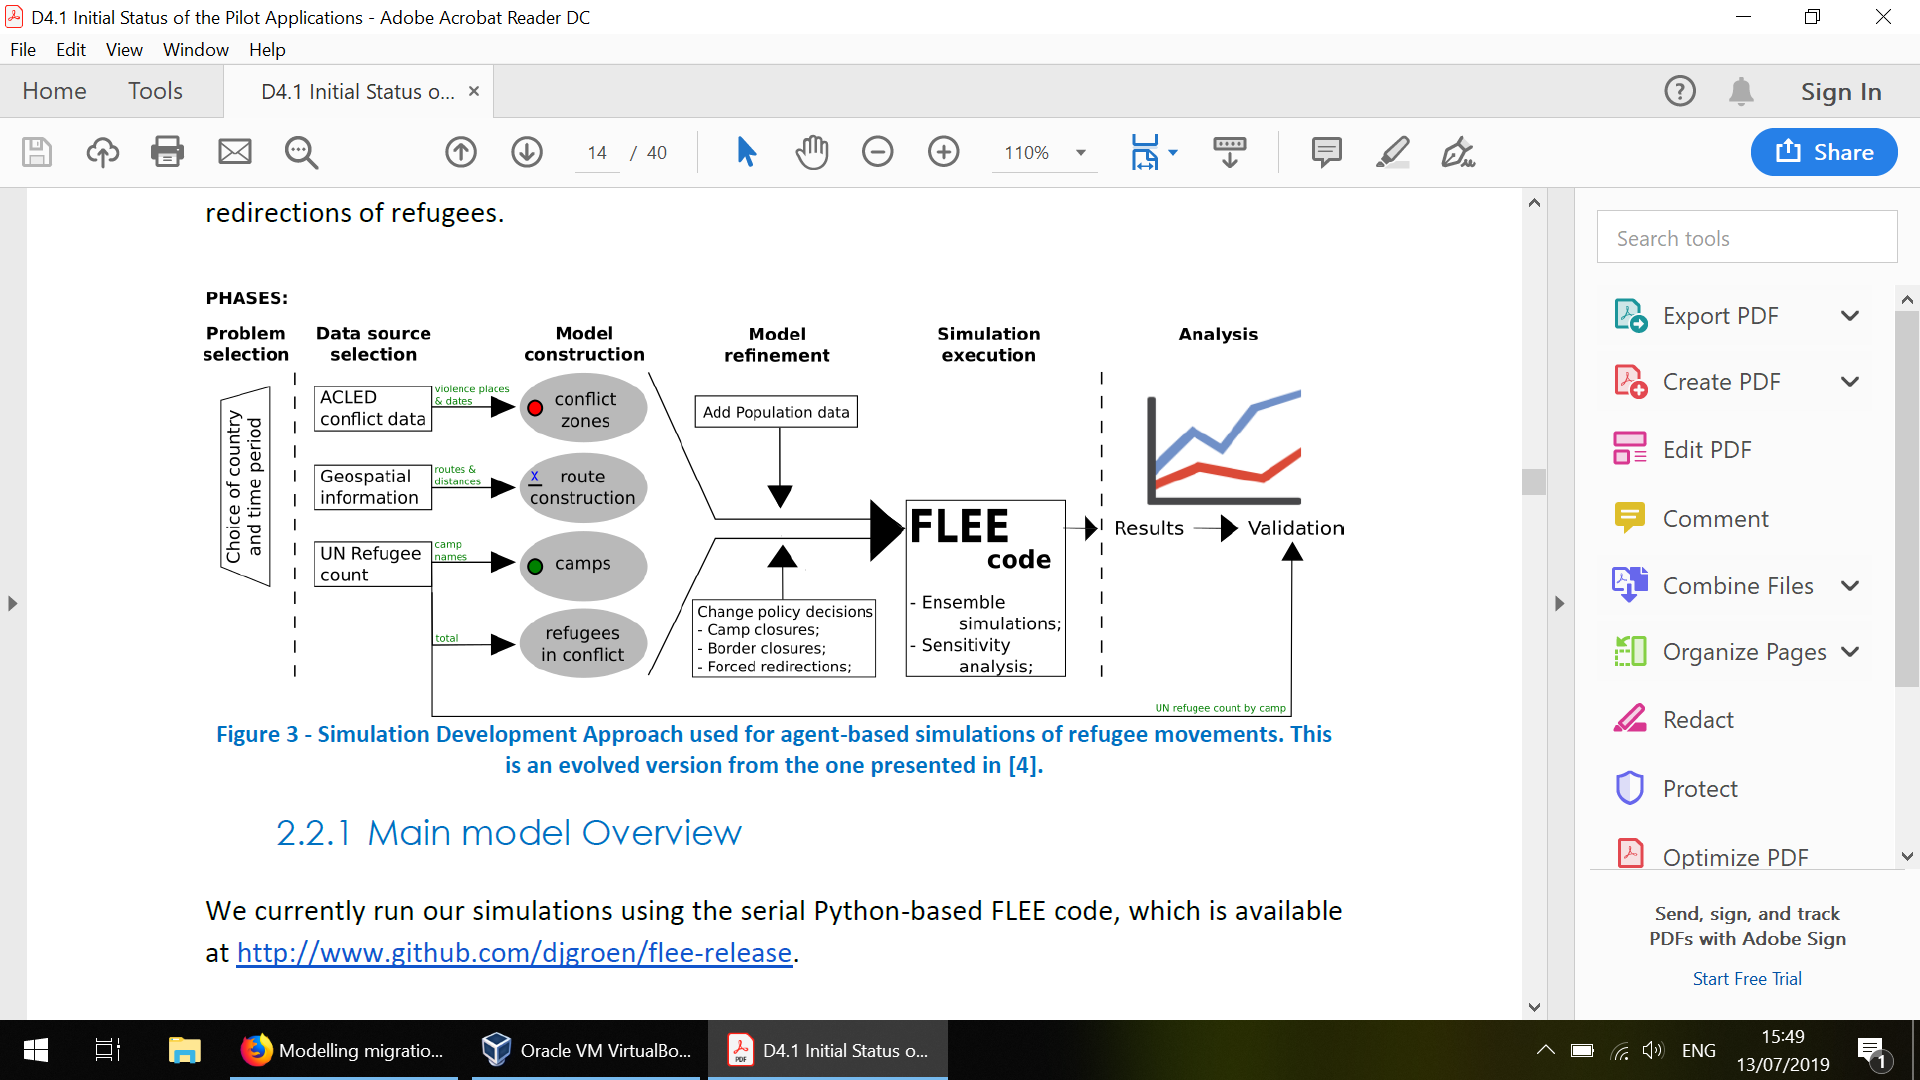 D4.1 Initial Status of the Pilot Applications - Adobe Acrobat Reader DC
File Edit View Window Help
Home Tools D4.1 Initial Status o... × Sign In
14 / 40 110% Share
redirections of refugees.
PHASES:
Problem selection
Data source selection
Model construction
Model refinement
Simulation execution
Analysis
Choice of country
and time period
ACLED
conflict data
violence places
& dates
conflict
zones
Geospatial
information
routes &
distances
X
route
construction
UN Refugee
count
camp
names
camps
total
refugees
in conflict
Add Population data
Change policy decisions
- Camp closures;
- Border closures;
- Forced redirections;
FLEE
code
- Ensemble
simulations;
- Sensitivity
analysis;
Results
Validation
UN refugee count by camp
Figure 3 - Simulation Development Approach used for agent-based simulations of refugee movements. This
is an evolved version from the one presented in [4].
2.2.1 Main model Overview
We currently run our simulations using the serial Python-based FLEE code, which is available
at http://www.github.com/djgroen/flee-release.
Search tools
Export PDF
Create PDF
Edit PDF
Comment
Combine Files
Organize Pages
Redact
Protect
Optimize PDF
Send, sign, and track
PDFs with Adobe Sign
Start Free Trial
Modelling migratio...
Oracle VM VirtualBo...
PDF
D4.1 Initial Status o...
ENG
15:49
13/07/2019
1